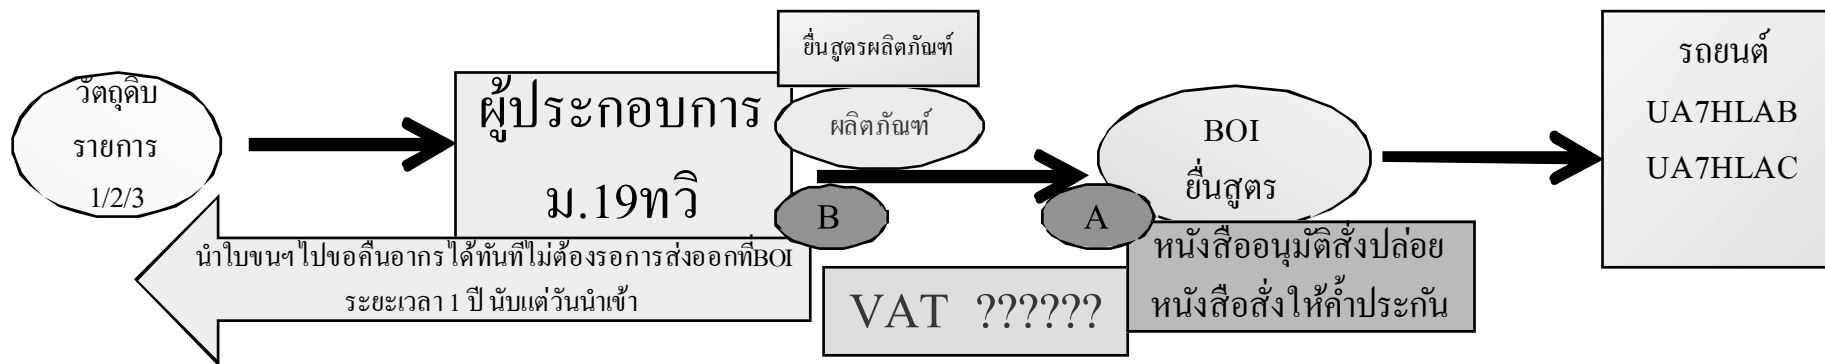 วัตถุดิบ
รายการ
1/2/3
ผู้ประกอบการ
ม.19ทวิ
ยื่นสูตรผลิตภัณฑ์
ผลิตภัณฑ์
B
A
BOI
ยื่นสูตร
รถยนต์
UA7HLAB
UA7HLAC
นำใบขนฯไปขอคืนอากรได้ทันทีไม่ต้องรอการส่งออกที่BOI
ระยะเวลา 1 ปี นับแต่วันนำเข้า
VAT ??????
หนังสืออนุมัติสั่งปล่อย
หนังสือสั่งให้ค้ำประกัน